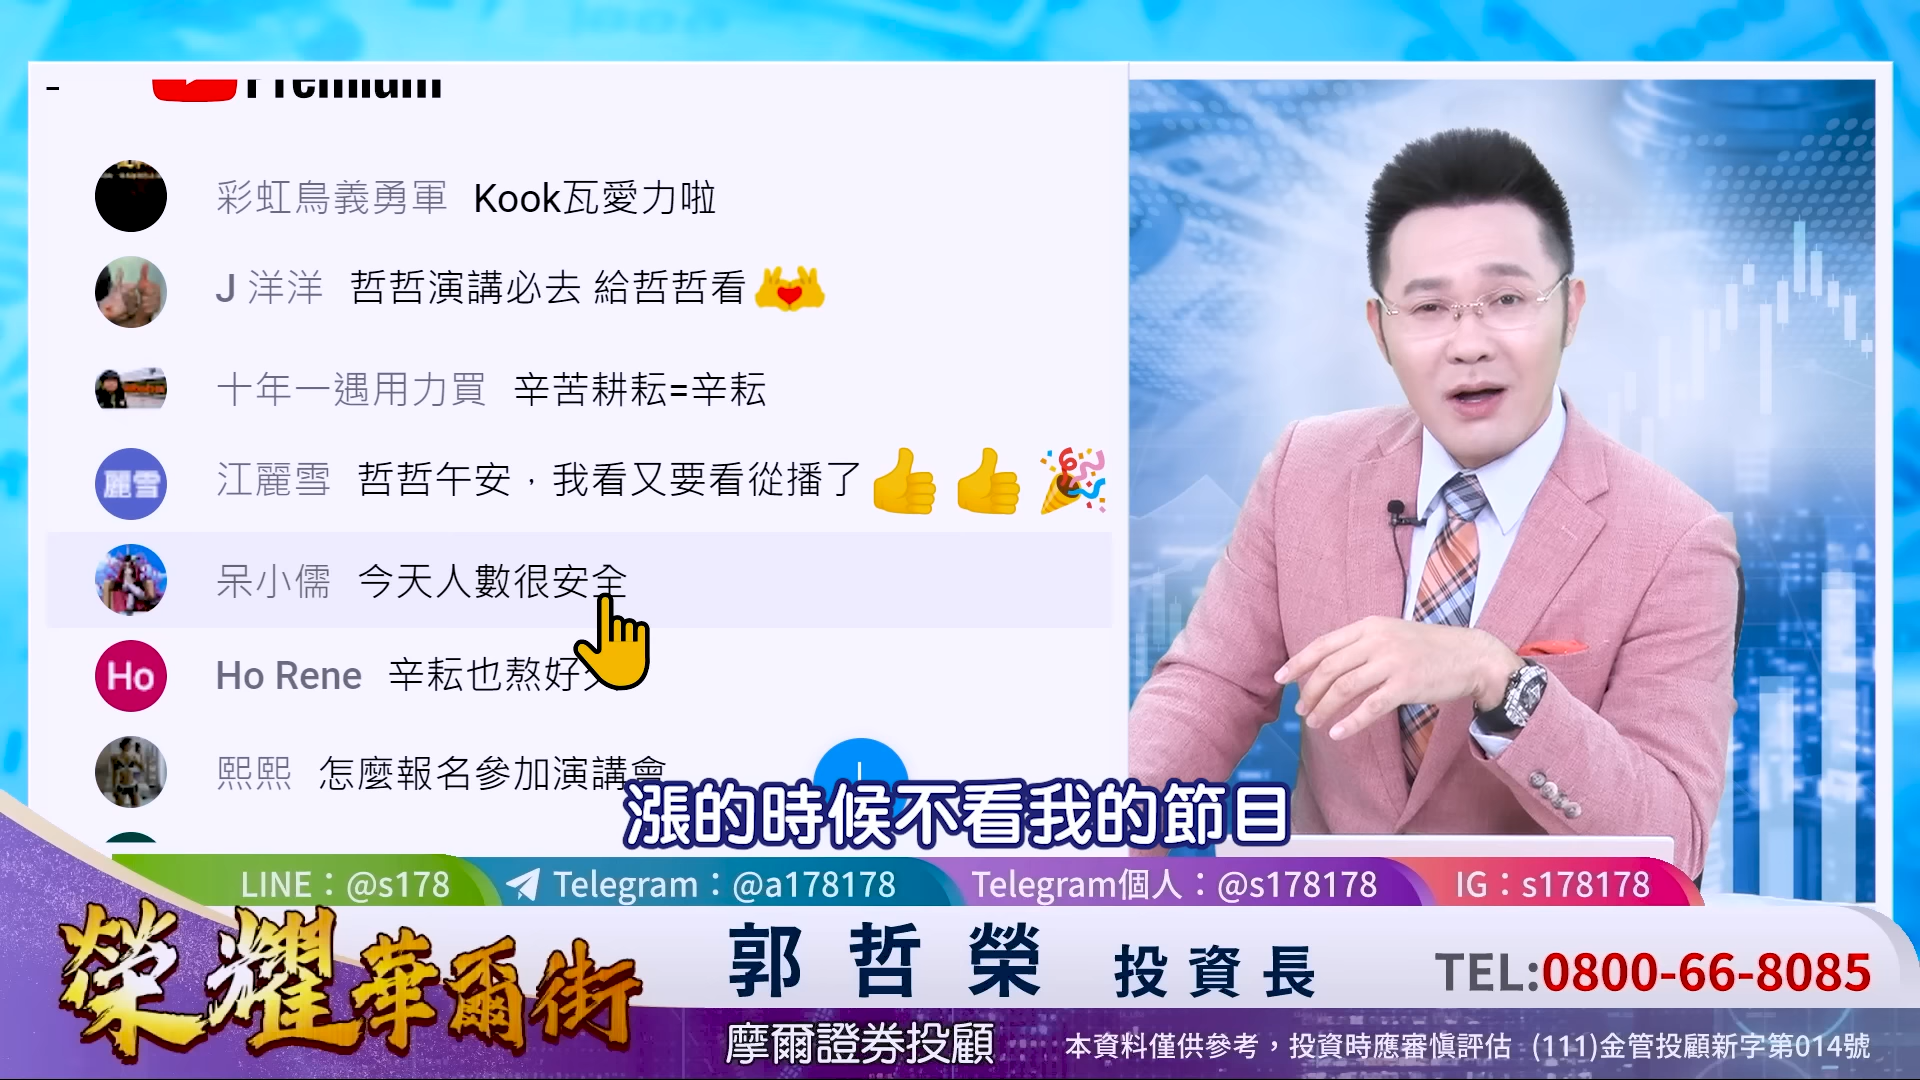 Premium
彩虹鳥義勇軍 Kook瓦愛力啦
J 洋洋 哲哲演講必去 給哲哲看
十年一遇用力買 辛苦耕耘=辛耘
麗雪 江麗雪 哲哲午安，我看又要看從播了
呆小儒 今天人數很安全
Ho Ho Rene 辛耘也熬好
熙熙 怎麼報名參加演講會
漲的時候不看我的節目
LINE：@s178 Telegram：@a178178 Telegram個人：@s178178 IG：s178178
榮耀華爾街
郭哲榮 投資長 TEL:0800-66-8085
摩爾證券投顧 本資料僅供參考，投資時應審慎評估 (111)金管投顧新字第014號